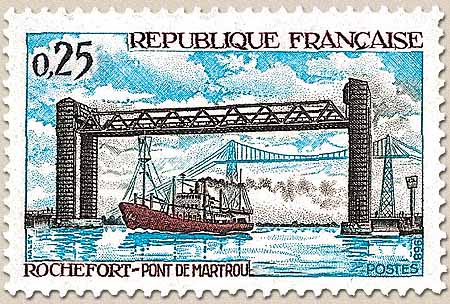 0,25
REPUBLIQUE FRANÇAISE
1968
ROCHEFORT-PONT DE MARTROU
POSTES